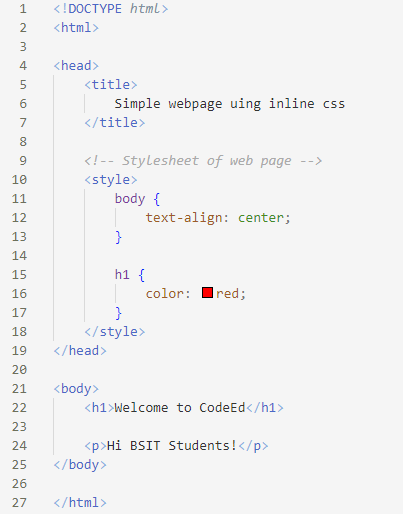 1 <!DOCTYPE html>
2 <html>
3
4 <head>
5     <title>
6         Simple webpage uing inline css
7     </title>
8
9     <!-- Stylesheet of web page -->
10     <style>
11         body {
12             text-align: center;
13         }
14
15         h1 {
16             color: red;
17         }
18     </style>
19 </head>
20
21 <body>
22     <h1>Welcome to CodeEd</h1>
23
24     <p>Hi BSIT Students!</p>
25 </body>
26
27 </html>